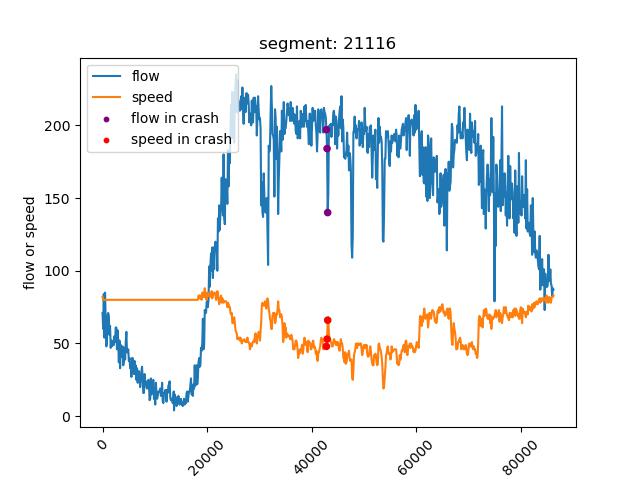 segment: 21116
flow
speed
flow in crash
speed in crash
flow or speed
200
150
100
50
0
0
20000
40000
60000
80000